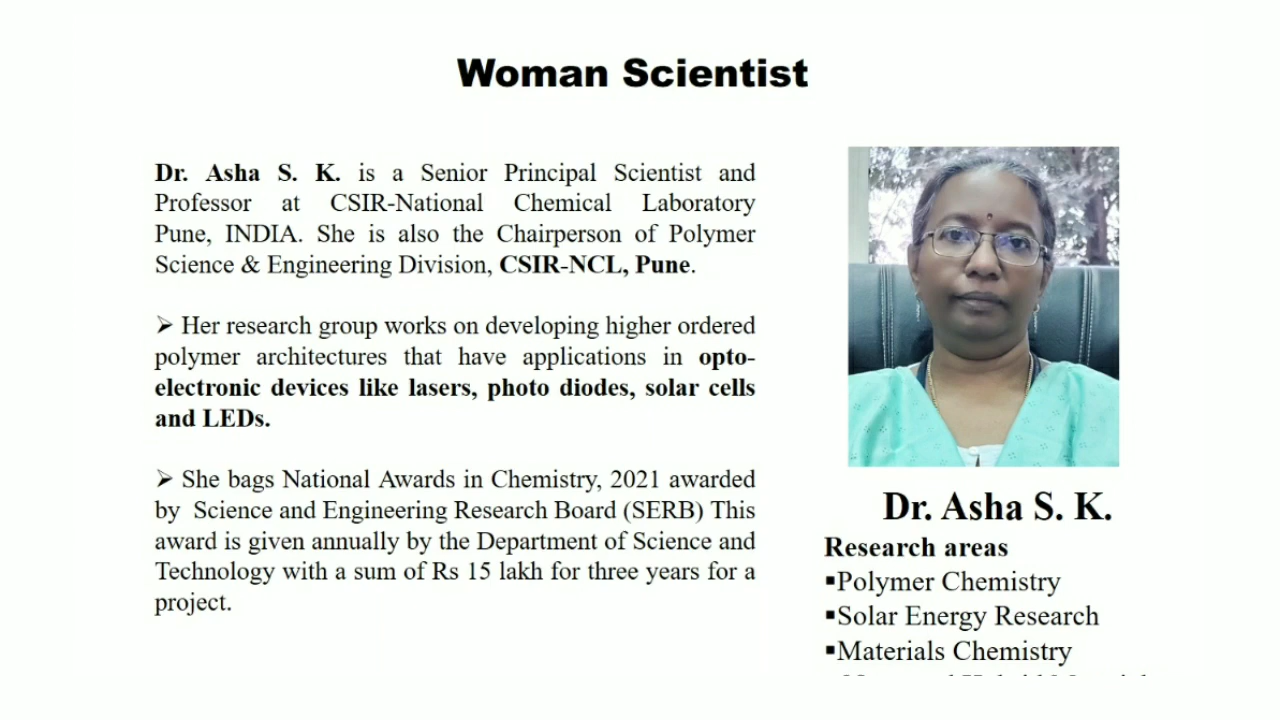 Woman Scientist
Dr. Asha S. K. is a Senior Principal Scientist and
Professor at CSIR-National Chemical Laboratory
Pune, INDIA. She is also the Chairperson of Polymer
Science & Engineering Division, CSIR-NCL, Pune.
➢ Her research group works on developing higher ordered
polymer architectures that have applications in opto-
electronic devices like lasers, photo diodes, solar cells
and LEDs.
➢ She bags National Awards in Chemistry, 2021 awarded
by Science and Engineering Research Board (SERB) This
award is given annually by the Department of Science and
Technology with a sum of Rs 15 lakh for three years for a
project.
Dr. Asha S. K.
Research areas
▪Polymer Chemistry
▪Solar Energy Research
▪Materials Chemistry